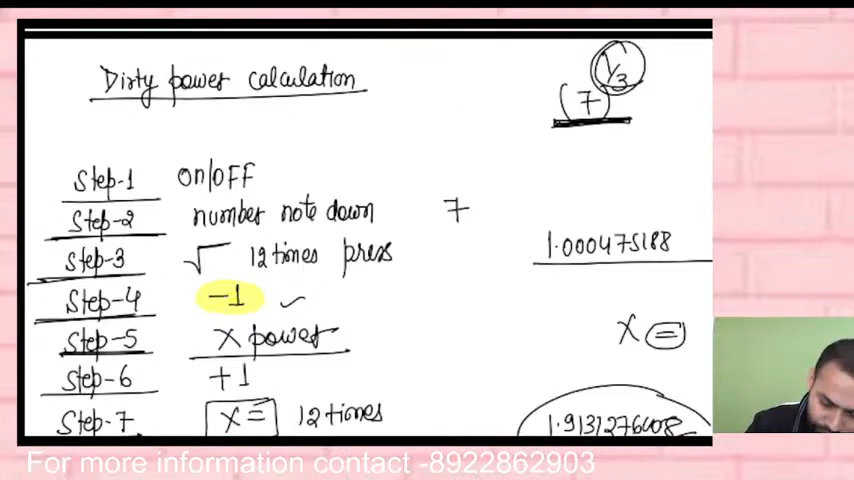 Dirty power calculation
(7)^1/3
Step-1 on/OFF
Step-2 number note down 7
Step-3 √ 12 times press
1.000475188
Step-4 -1 ✓
Step-5 X power
X =
Step-6 +1
Step-7 X= 12 times
1.9131276008
For more information contact -8922862903